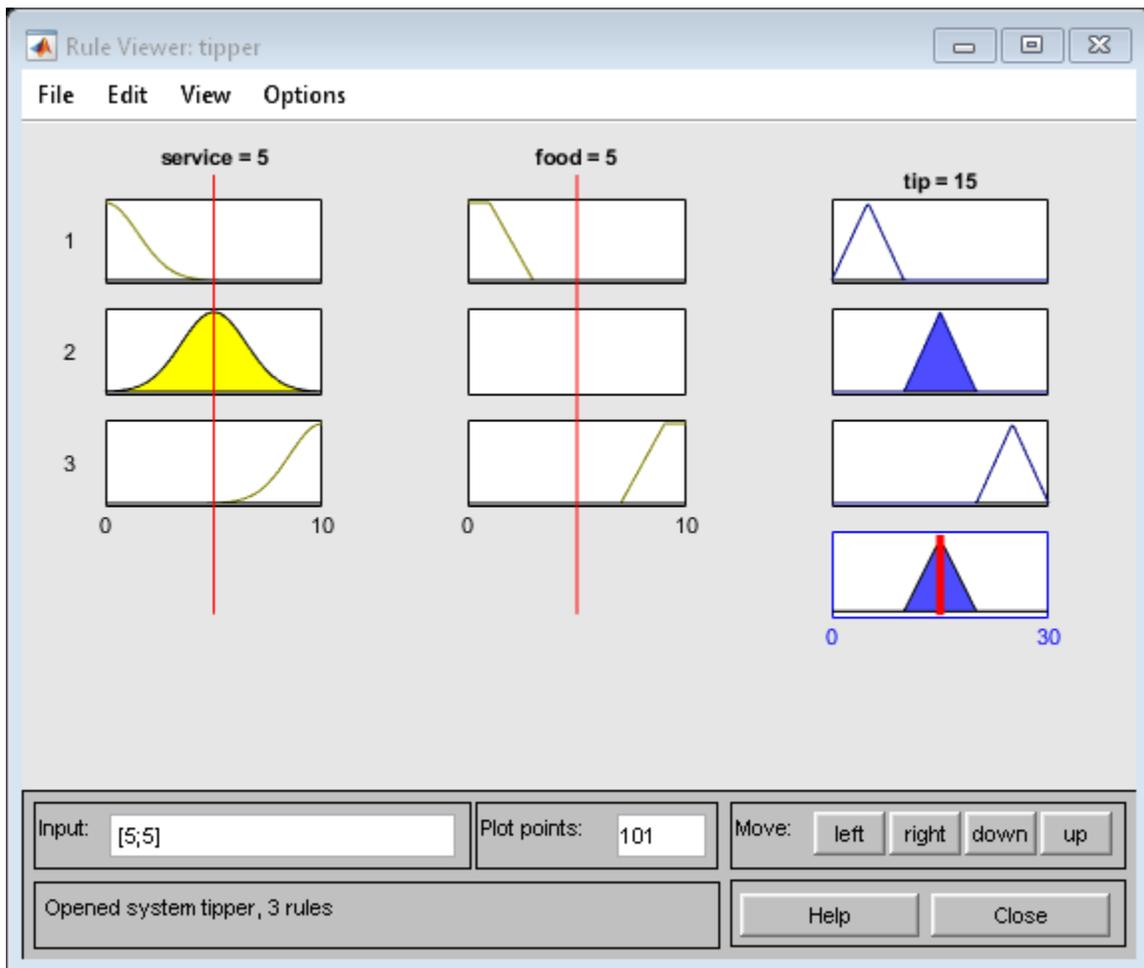 Rule Viewer: tipper
File Edit View Options
service = 5 food = 5
tip = 15
1
2
3
0 10 0 10
0 30
Input: [5;5] Plot points: 101 Move: left right down up
Opened system tipper, 3 rules Help Close